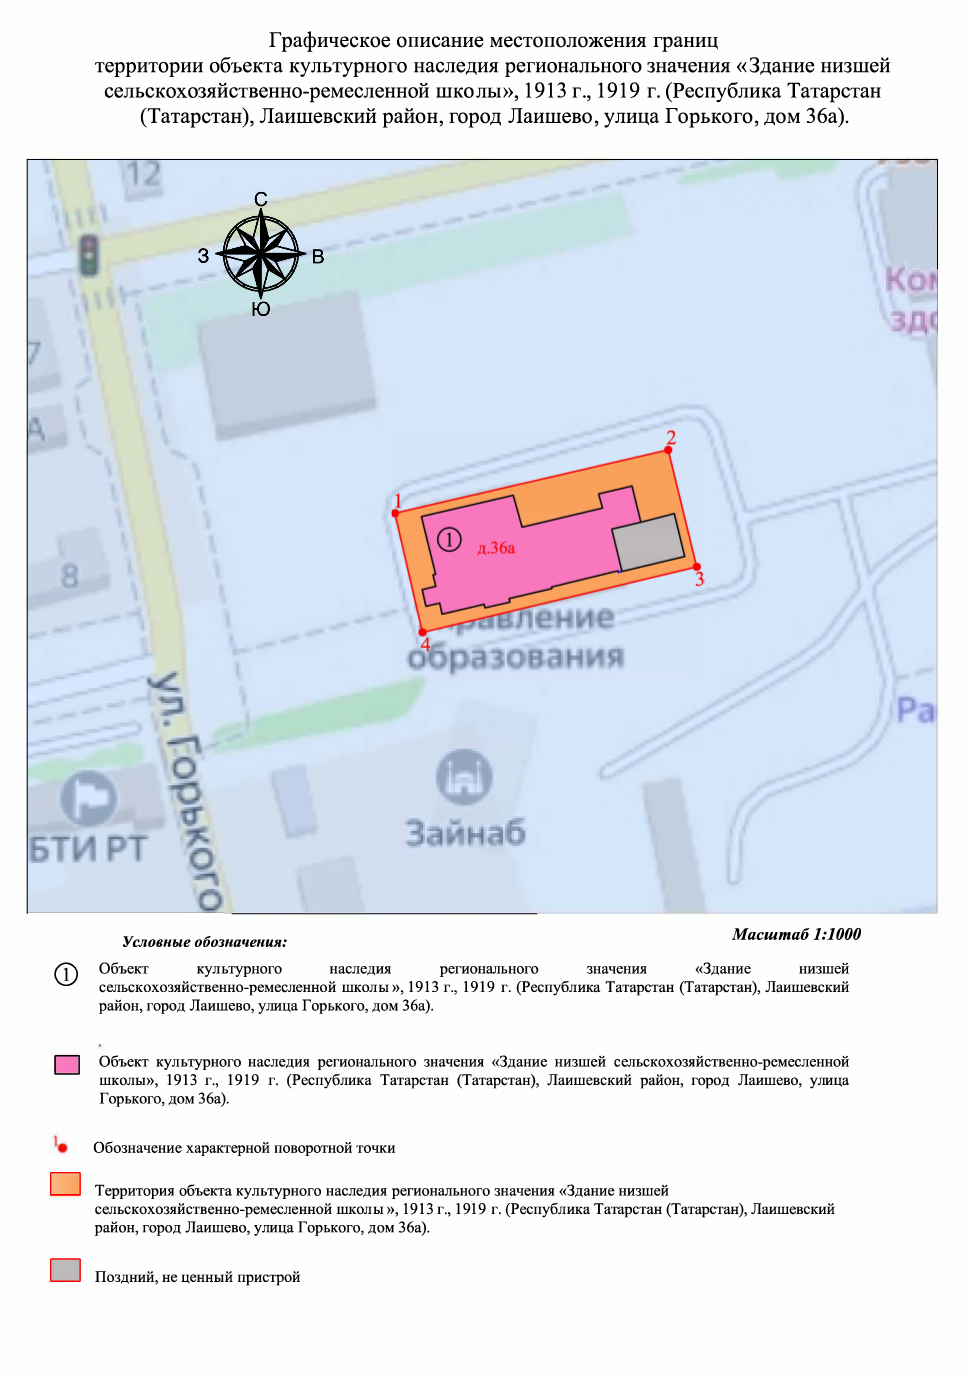 Графическое описание местоположения границ
территории объекта культурного наследия регионального значения «Здание низшей
сельскохозяйственно-ремесленной школы», 1913 г., 1919 г. (Республика Татарстан
(Татарстан), Лаишевский район, город Лаишево, улица Горького, дом 36а).
12
С
З
В
Ю
Ком
здо
7
2
1
1
д.36а
8
3
4
равление
образования
ул. Горького
Ра
Зайнаб
БТИ РТ
Масштаб 1:1000
Условные обозначения:
1
Объект культурного наследия регионального значения «Здание низшей
сельскохозяйственно-ремесленной школы», 1913 г., 1919 г. (Республика Татарстан (Татарстан), Лаишевский
район, город Лаишево, улица Горького, дом 36а).
Объект культурного наследия регионального значения «Здание низшей сельскохозяйственно-ремесленной
школы», 1913 г., 1919 г. (Республика Татарстан (Татарстан), Лаишевский район, город Лаишево, улица
Горького, дом 36а).
1
Обозначение характерной поворотной точки
Территория объекта культурного наследия регионального значения «Здание низшей
сельскохозяйственно-ремесленной школы», 1913 г., 1919 г. (Республика Татарстан (Татарстан), Лаишевский
район, город Лаишево, улица Горького, дом 36а).
Поздний, не ценный пристрой